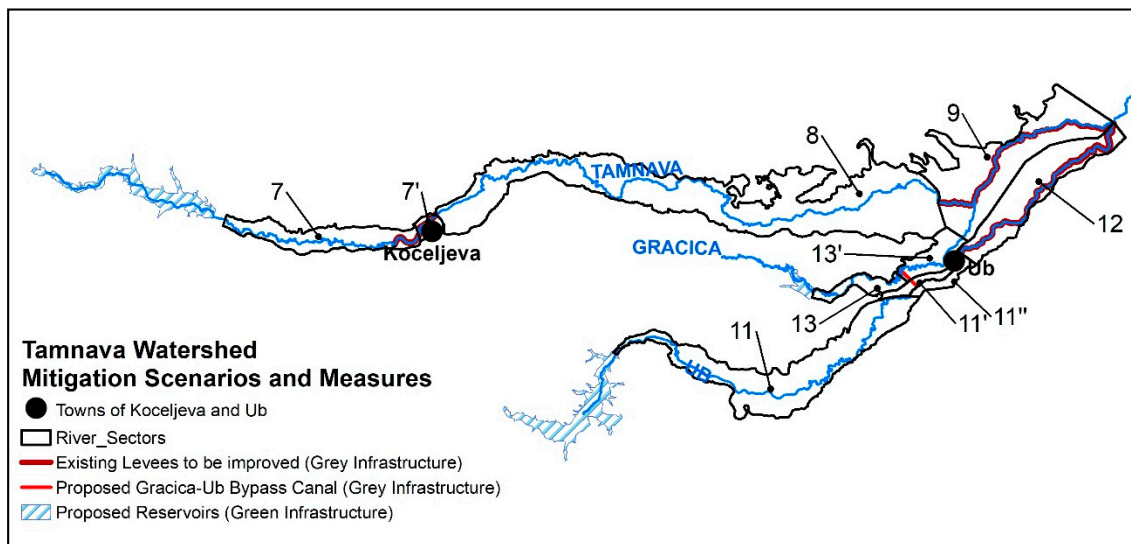 9
8
7
7'
TAMNAVA
12
GRACICA
Koceljeva
13'
Ub
13
11'
11"
11
UB
Tamnava Watershed
Mitigation Scenarios and Measures
Towns of Koceljeva and Ub
River_Sectors
Existing Levees to be improved (Grey Infrastructure)
Proposed Gracica-Ub Bypass Canal (Grey Infrastructure)
Proposed Reservoirs (Green Infrastructure)